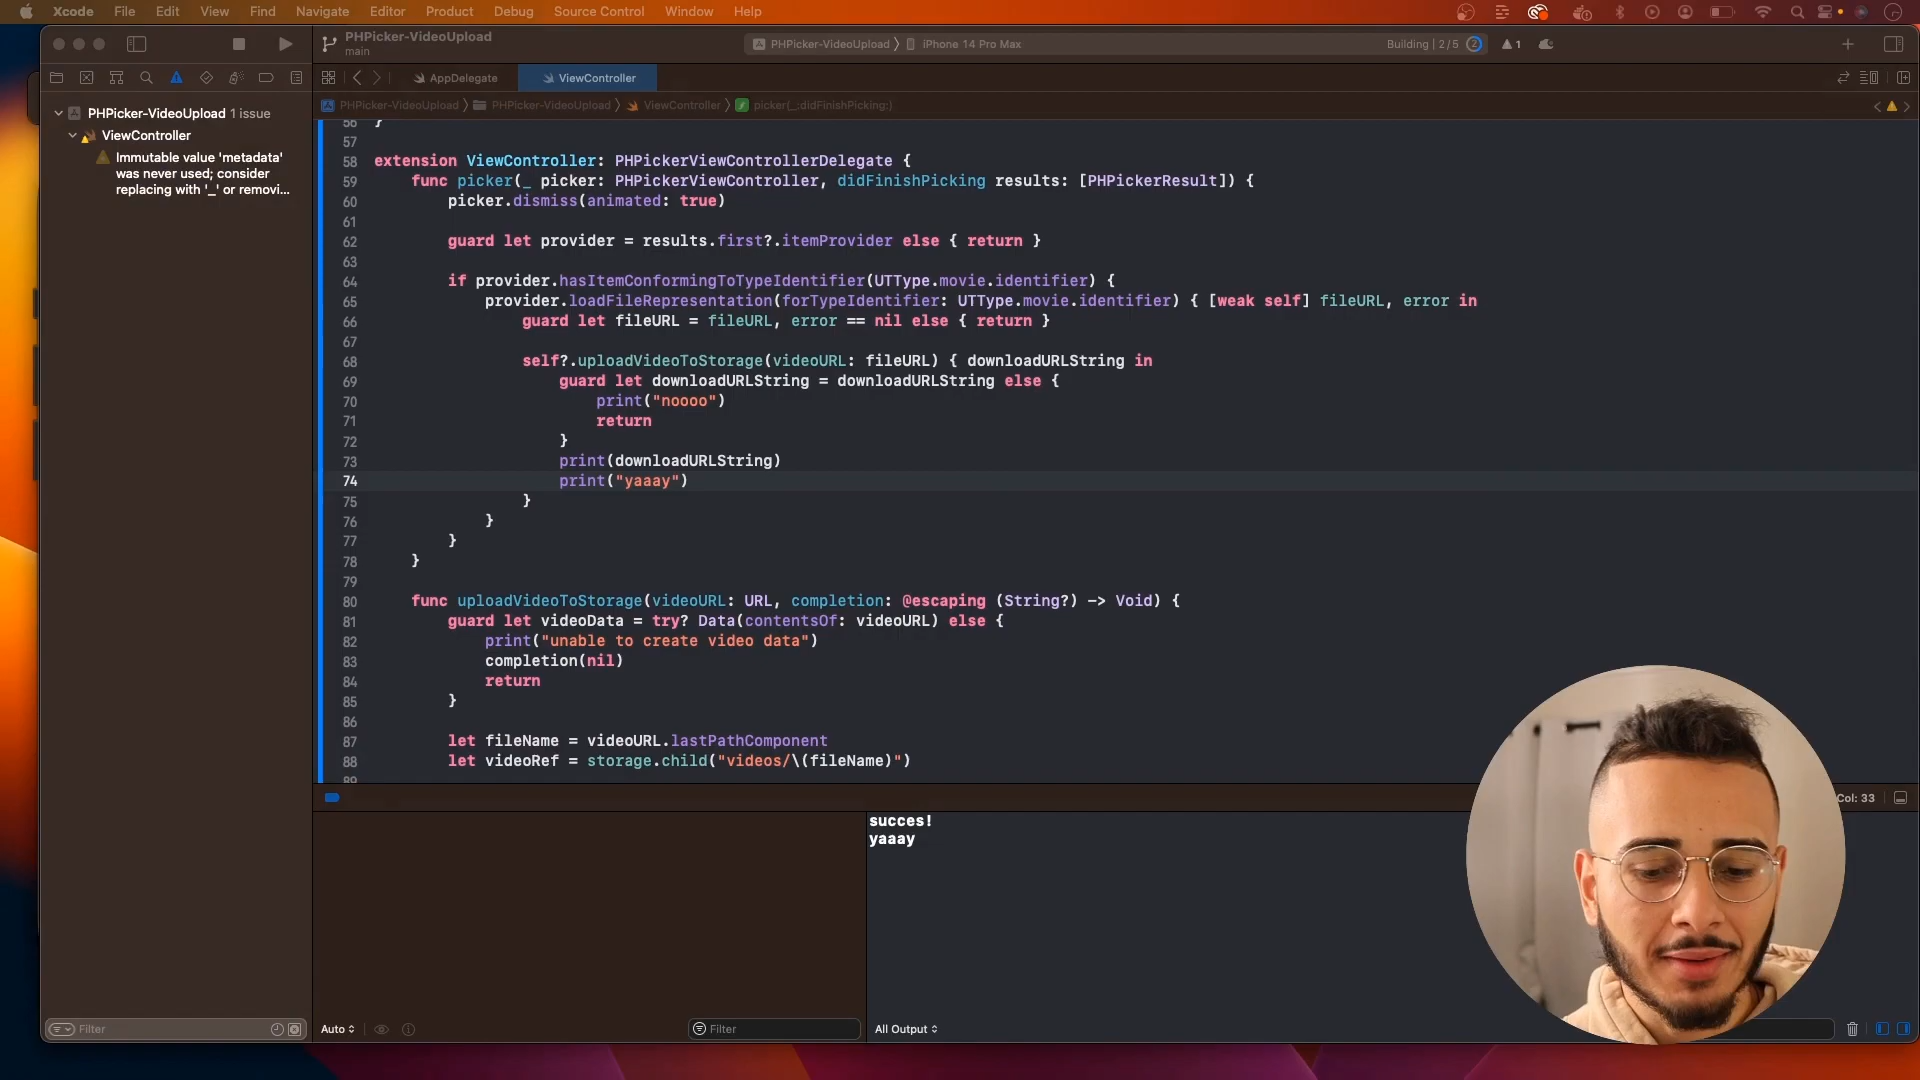 Xcode File Edit View Find Navigate Editor Product Debug Source Control Window Help
PHPicker-VideoUpload
main
PHPicker-VideoUpload iPhone 14 Pro Max Building | 2/5 2 1
AppDelegate ViewController
PHPicker-VideoUpload PHPicker-VideoUpload ViewController picker(_:didFinishPicking:)
PHPicker-VideoUpload 1 issue
ViewController
Immutable value 'metadata'
was never used; consider
replacing with '_' or removi...
56 }
57
58 extension ViewController: PHPickerViewControllerDelegate {
59 func picker(_ picker: PHPickerViewController, didFinishPicking results: [PHPickerResult]) {
60 picker.dismiss(animated: true)
61
62 guard let provider = results.first?.itemProvider else { return }
63
64 if provider.hasItemConformingToTypeIdentifier(UTType.movie.identifier) {
65 provider.loadFileRepresentation(forTypeIdentifier: UTType.movie.identifier) { [weak self] fileURL, error in
66 guard let fileURL = fileURL, error == nil else { return }
67
68 self?.uploadVideoToStorage(videoURL: fileURL) { downloadURLString in
69 guard let downloadURLString = downloadURLString else {
70 print("noooo")
71 return
72 }
73 print(downloadURLString)
74 print("yaaay")
75 }
76 }
77 }
78 }
79
80 func uploadVideoToStorage(videoURL: URL, completion: @escaping (String?) -> Void) {
81 guard let videoData = try? Data(contentsOf: videoURL) else {
82 print("unable to create video data")
83 completion(nil)
84 return
85 }
86
87 let fileName = videoURL.lastPathComponent
88 let videoRef = storage.child("videos/\(fileName)")
89
Col: 33
succes!
yaaay
Filter
Auto
Filter
All Output